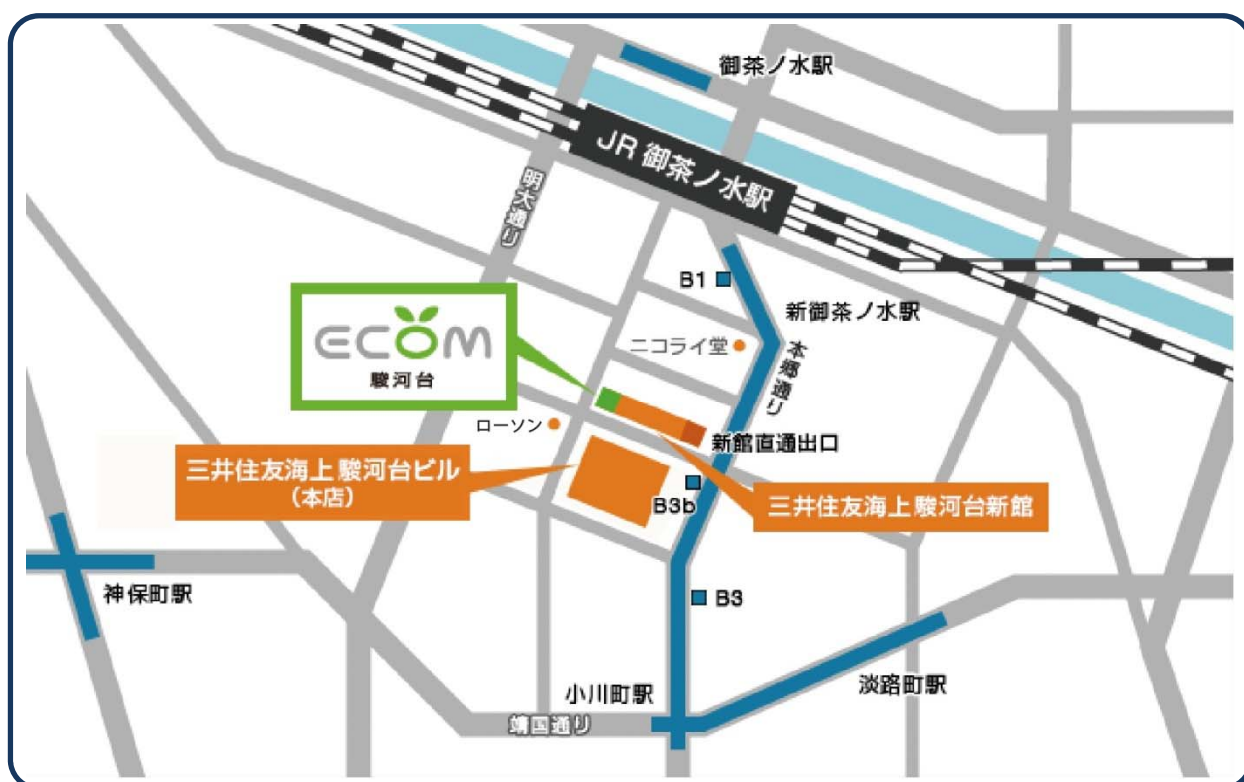 御茶ノ水駅
JR 御茶ノ水駅
明大通り
B1
新御茶ノ水駅
ECOM
駿河台
ニコライ堂
本郷通り
ローソン
新館直通出口
三井住友海上 駿河台ビル
（本店）
B3b
三井住友海上 駿河台新館
神保町駅
B3
淡路町駅
小川町駅
靖国通り